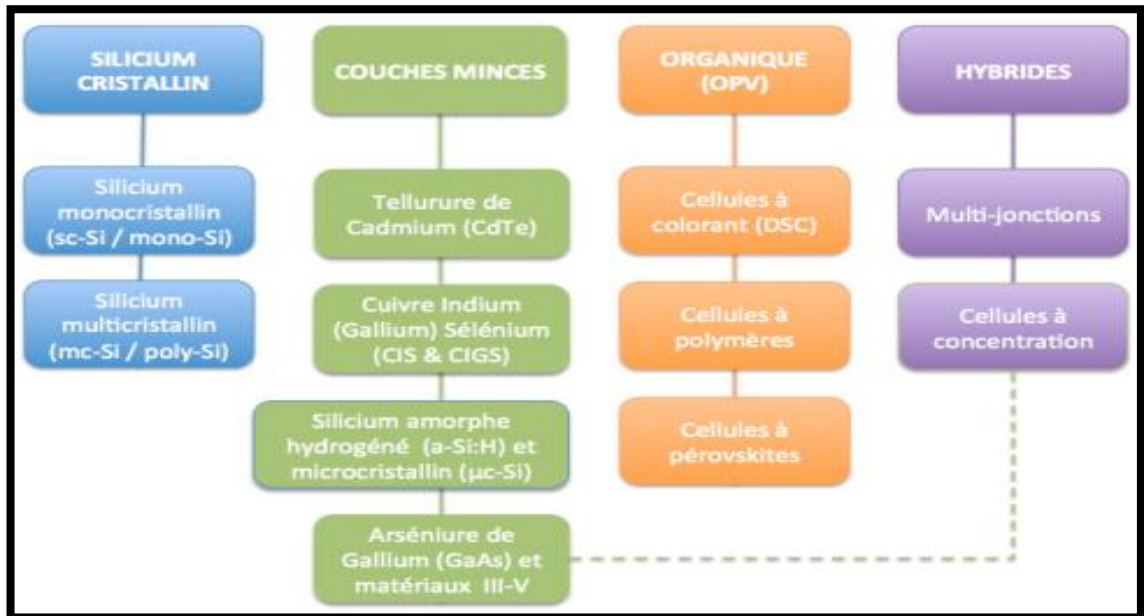 SILICIUM
CRISTALLIN
Silicium
monocristallin
(sc-Si / mono-Si)
Silicium
multicristallin
(mc-Si / poly-Si)
COUCHES MINCES
Tellurure de
Cadmium (CdTe)
Cuivre Indium
(Gallium) Sélénium
(CIS & CIGS)
Silicium amorphe
hydrogéné (a-Si:H) et
microcristallin (µc-Si)
Arséniure de
Gallium (GaAs) et
matériaux III-V
ORGANIQUE
(OPV)
Cellules à
colorant (DSC)
Cellules à
polymères
Cellules à
pérovskites
HYBRIDES
Multi-jonctions
Cellules à
concentration